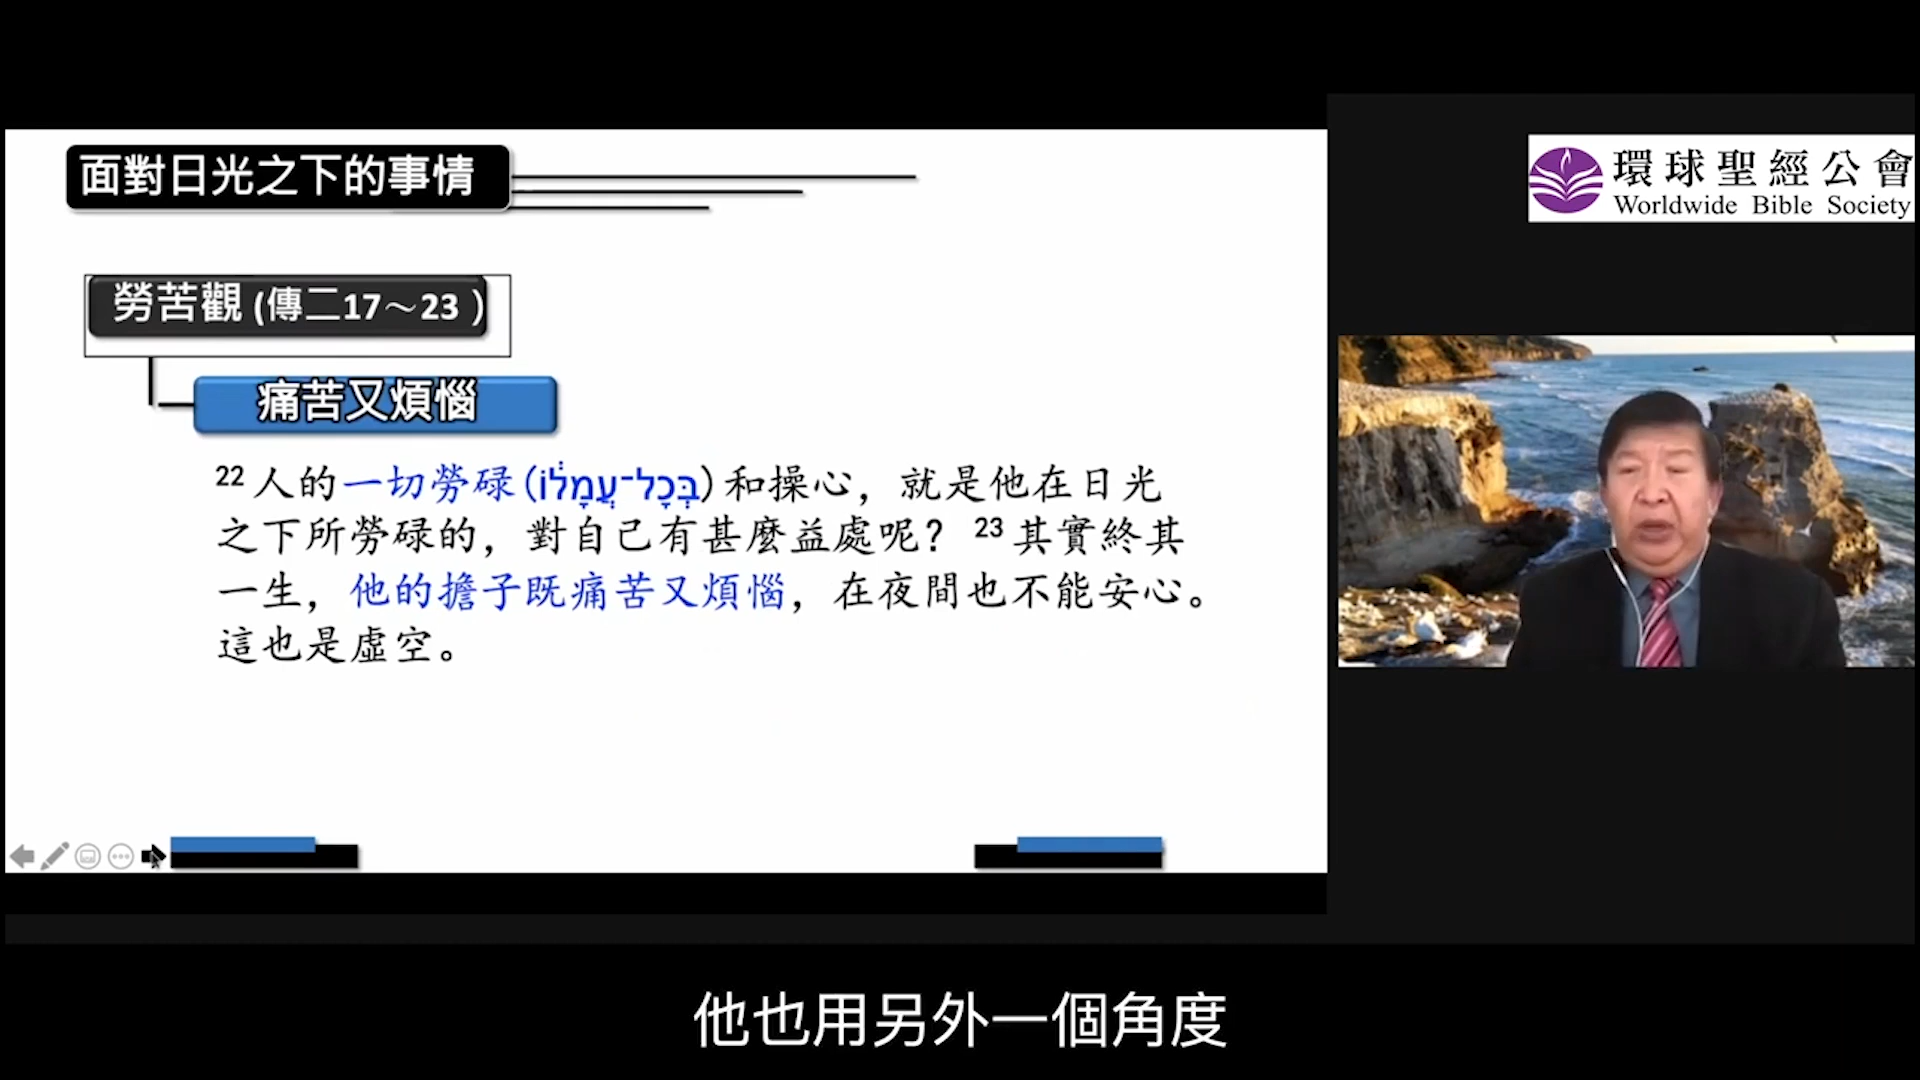 面對日光之下的事情
環球聖經公會
Worldwide Bible Society
勞苦觀 (傳二17～23 )
痛苦又煩惱
22 人的一切勞碌(בְּכָל־עֲמָל֔וֹ)和操心，就是他在日光
之下所勞碌的，對自己有甚麼益處呢？ 23 其實終其
一生，他的擔子既痛苦又煩惱，在夜間也不能安心。
這也是虛空。
他也用另外一個角度